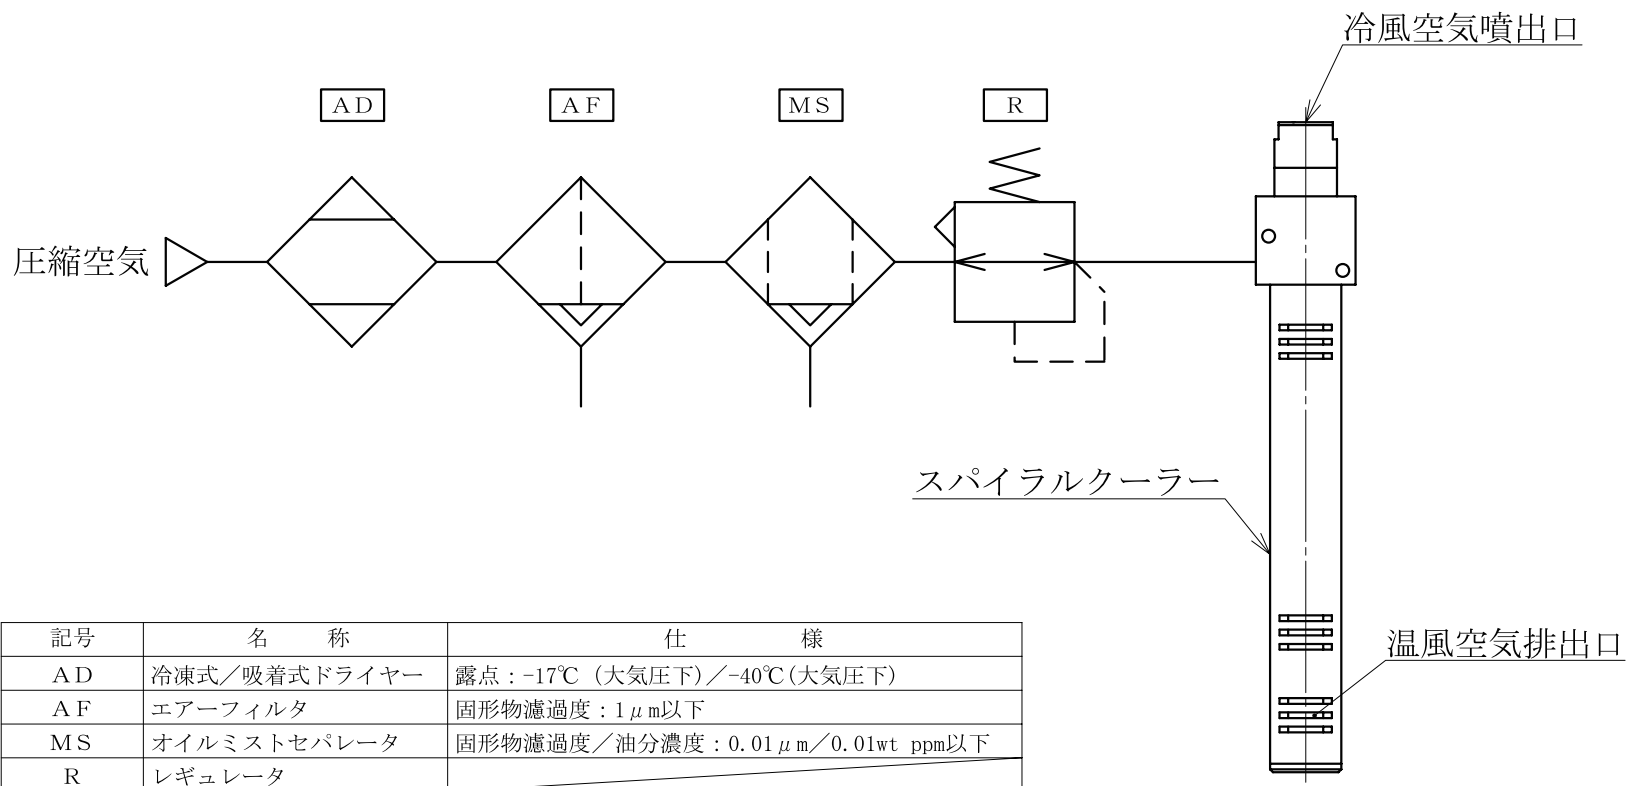 冷風空気噴出口
AD
AF
MS
R
圧縮空気
スパイラルクーラー
温風空気排出口
記号 名 称 仕 様
AD 冷凍式／吸着式ドライヤー 露点：-17℃（大気圧下）／-40℃（大気圧下）
AF エアーフィルタ 固形物濾過度：1μm以下
MS オイルミストセパレータ 固形物濾過度／油分濃度：0.01μm／0.01wt ppm以下
R レギュレータ